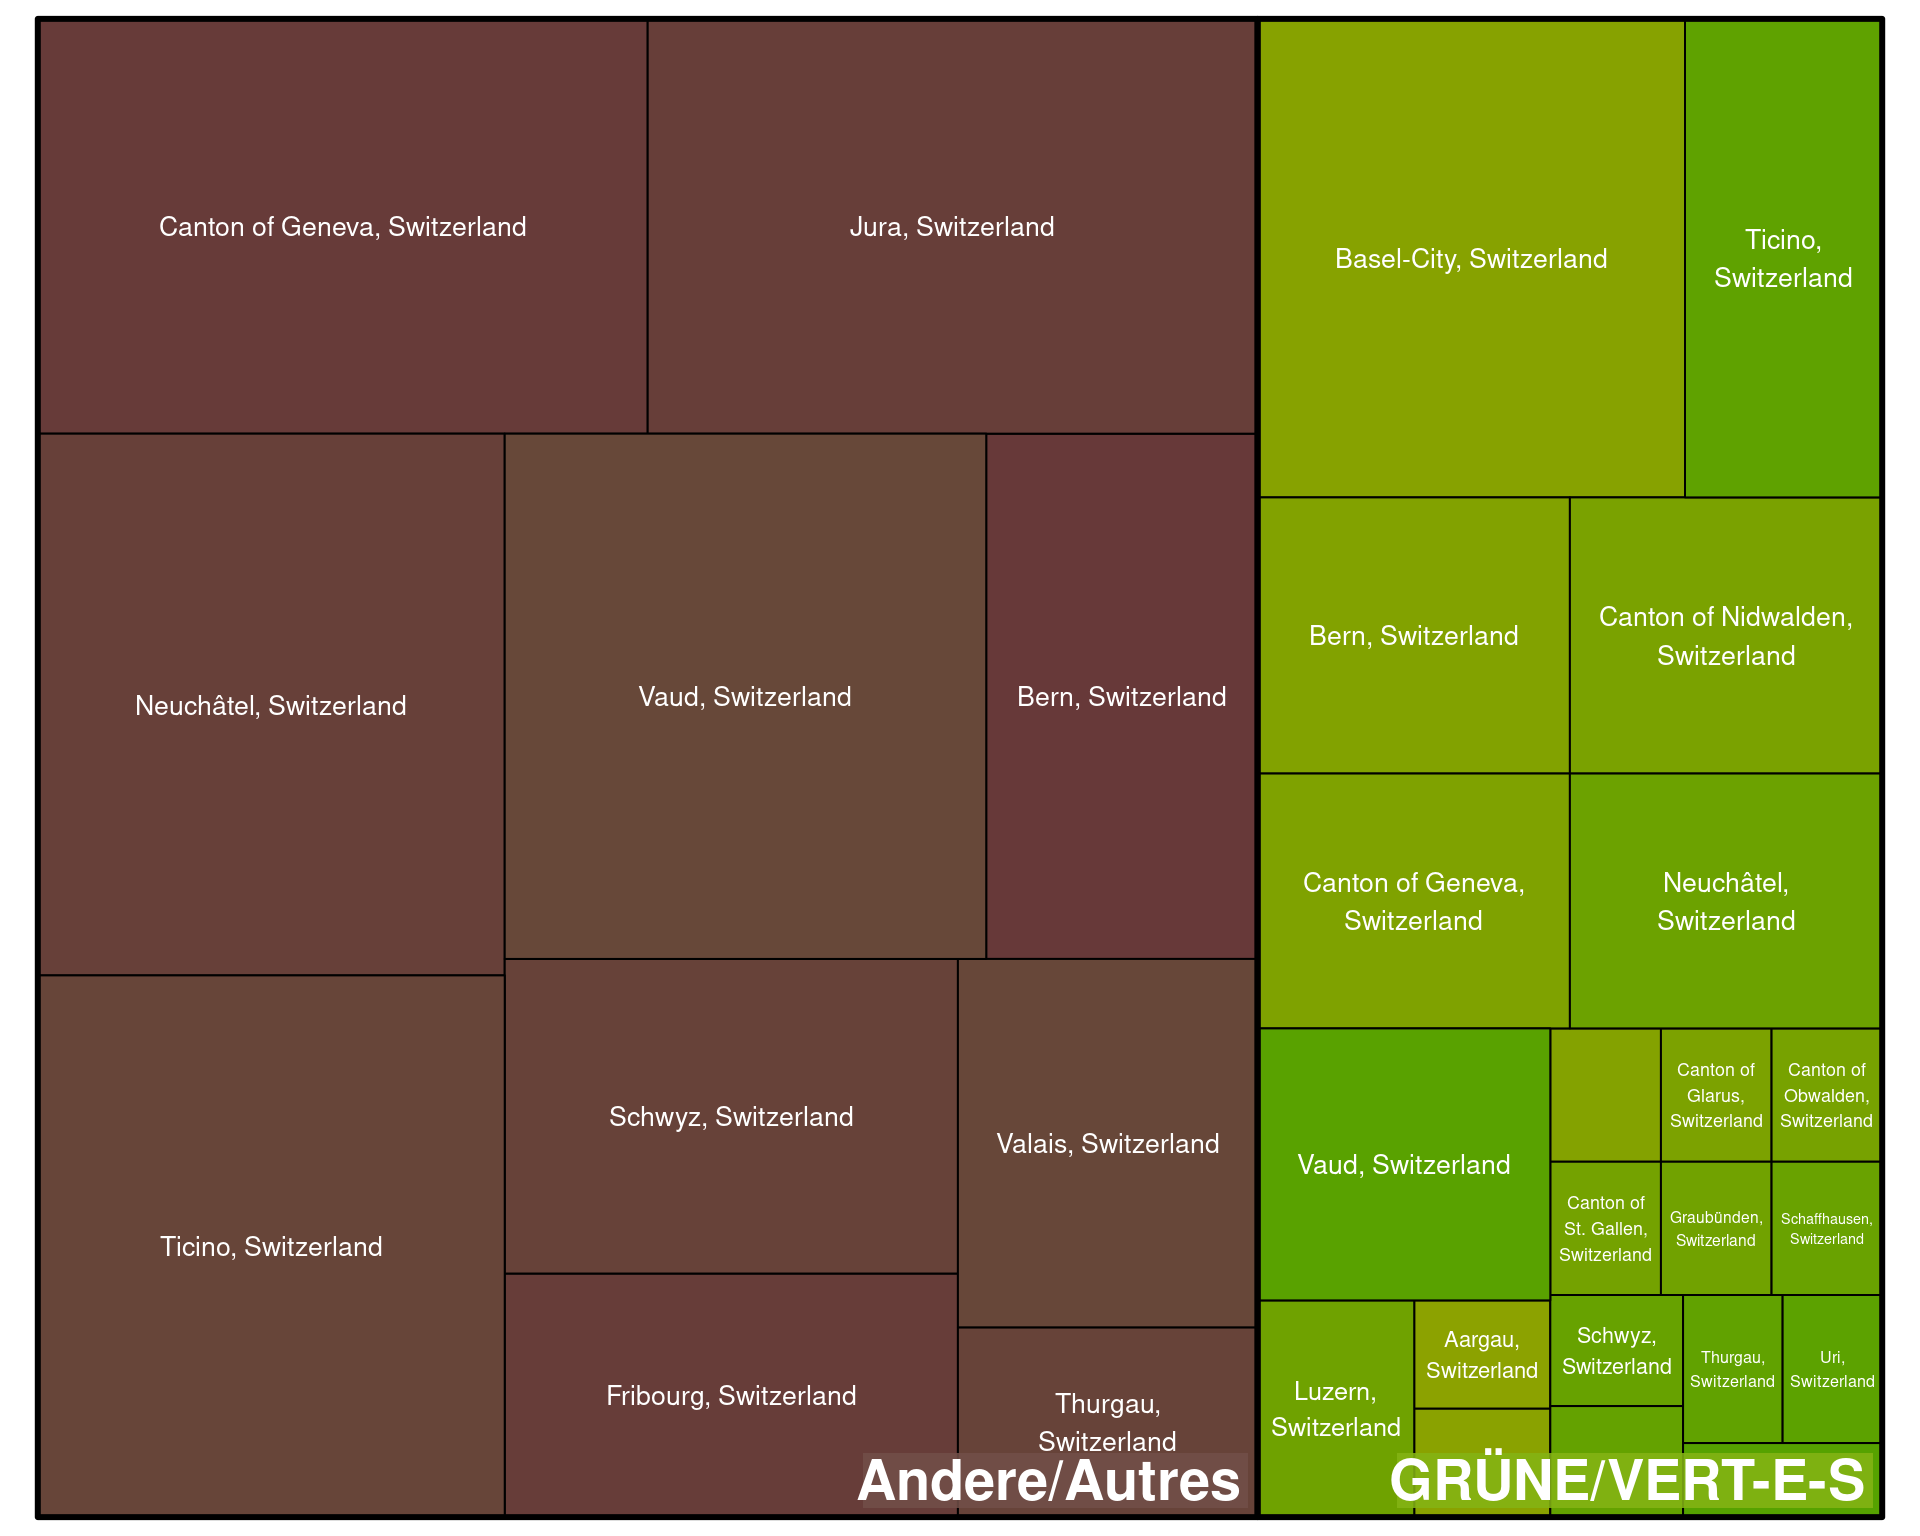 Canton of Geneva, Switzerland
Jura, Switzerland
Neuchâtel, Switzerland
Vaud, Switzerland
Bern, Switzerland
Ticino, Switzerland
Schwyz, Switzerland
Valais, Switzerland
Fribourg, Switzerland
Thurgau,
Switzerland
Andere/Autres
Basel-City, Switzerland
Ticino,
Switzerland
Bern, Switzerland
Canton of Nidwalden,
Switzerland
Canton of Geneva,
Switzerland
Neuchâtel,
Switzerland
Vaud, Switzerland
Canton of
Glarus,
Switzerland
Canton of
Obwalden,
Switzerland
Canton of
St. Gallen,
Switzerland
Graubünden,
Switzerland
Schaffhausen,
Switzerland
Luzern,
Switzerland
Aargau,
Switzerland
Schwyz,
Switzerland
Thurgau,
Switzerland
Uri,
Switzerland
GRÜNE/VERT-E-S